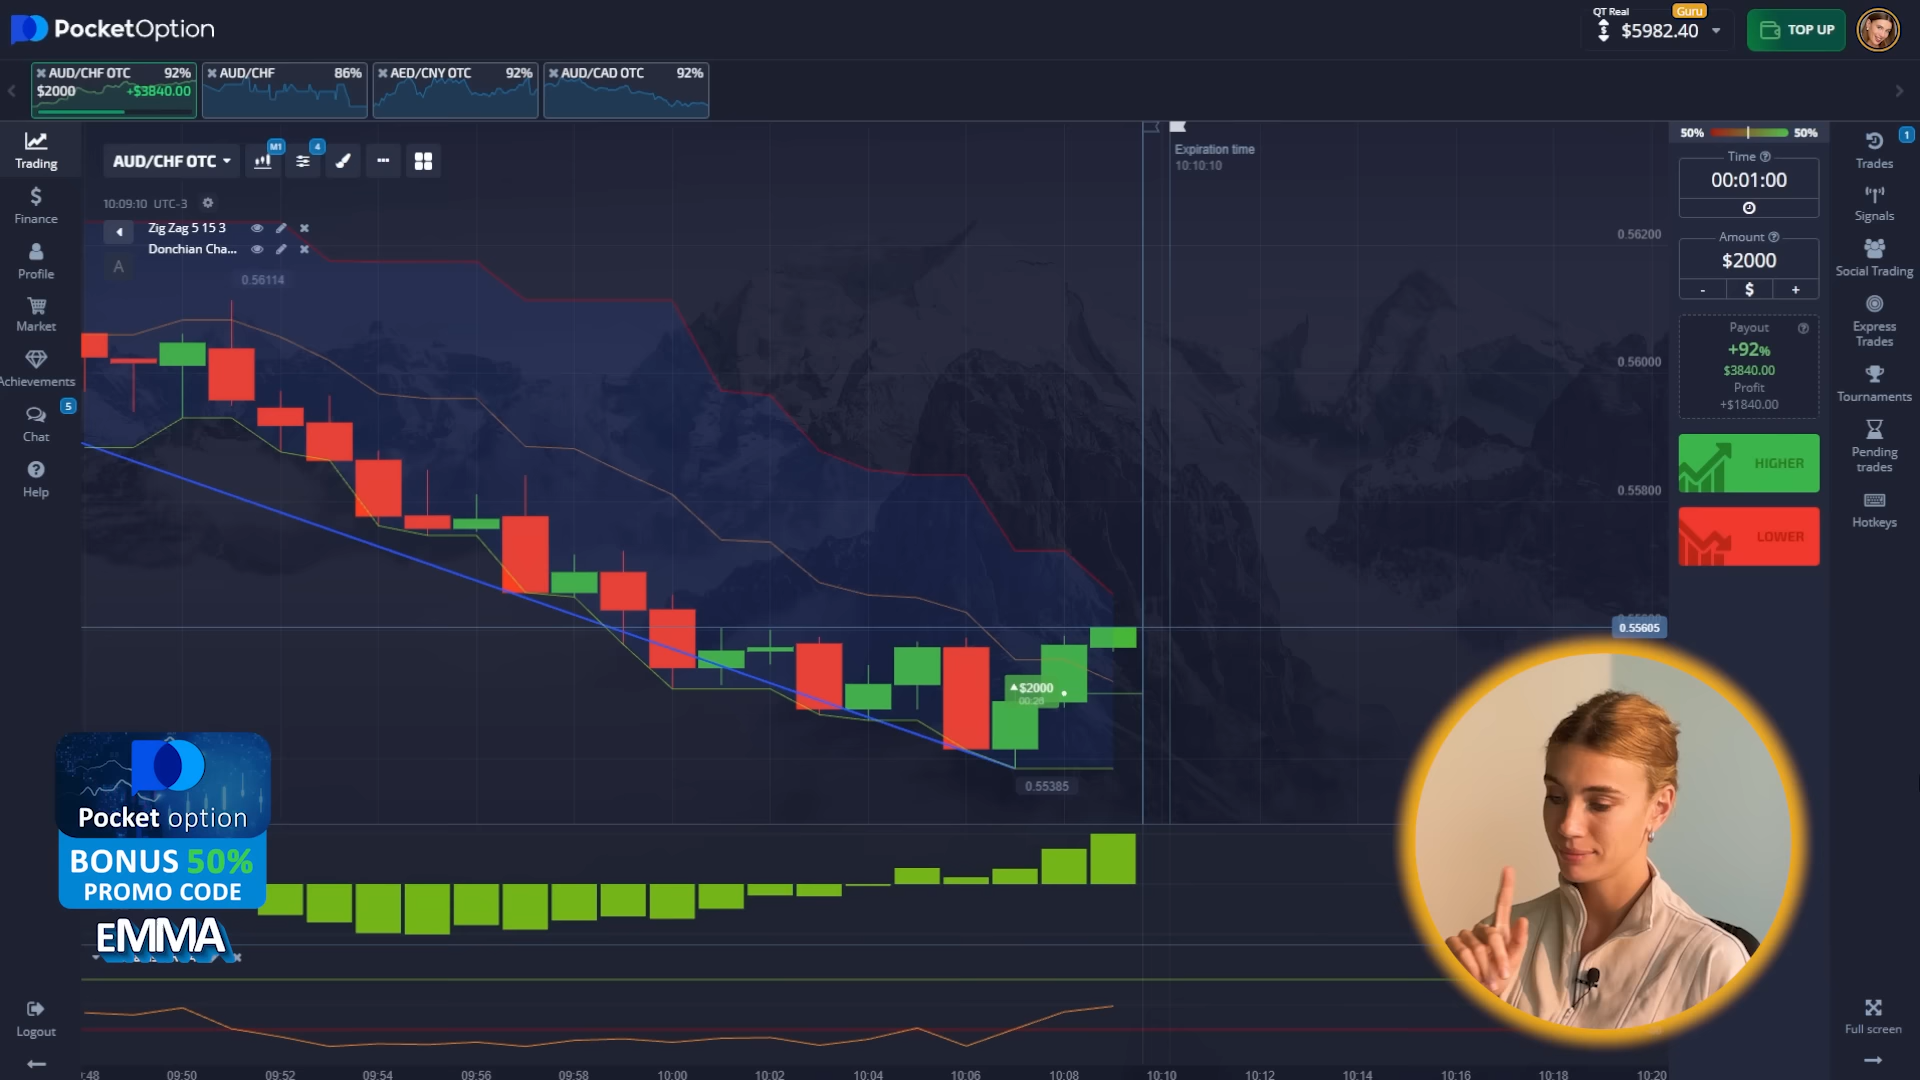 PocketOption
QT Real
Guru
$5982.40
TOP UP
AUD/CHF OTC 92%
$2000 +$3840.00
AUD/CHF 86%
AED/CNY OTC 92%
AUD/CAD OTC 92%
Trading
Finance
Profile
Market
Achievements
5
Chat
Help
Logout
AUD/CHF OTC
M1
4
10:09:10 UTC-3
Zig Zag 5 15 3
Donchian Cha...
A
0.56114
Expiration time
10:10:10
0.56200
0.56000
0.55800
0.55605
$2000
00:26
0.55385
Pocket option
BONUS 50%
PROMO CODE
EMMA
:48
09:50
09:52
09:54
09:56
09:58
10:00
10:02
10:04
10:06
10:08
10:10
10:12
10:14
10:16
10:18
10:20
50% 50%
Time
00:01:00
Amount
$2000
- $ +
Payout
+92%
$3840.00
Profit
+$1840.00
HIGHER
LOWER
1
Trades
Signals
Social Trading
Express
Trades
Tournaments
Pending
trades
Hotkeys
Full screen